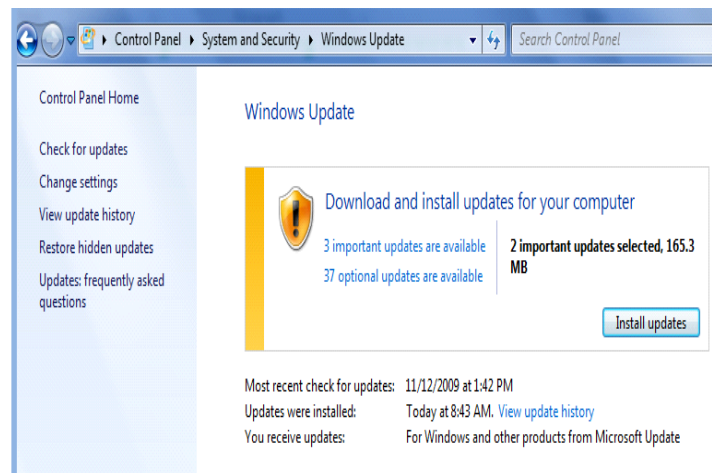 Control Panel ▸ System and Security ▸ Windows Update
Search Control Panel
Control Panel Home
Check for updates
Change settings
View update history
Restore hidden updates
Updates: frequently asked
questions
Windows Update
Download and install updates for your computer
3 important updates are available
37 optional updates are available
2 important updates selected, 165.3
MB
Install updates
Most recent check for updates: 11/12/2009 at 1:42 PM
Updates were installed: Today at 8:43 AM. View update history
You receive updates: For Windows and other products from Microsoft Update